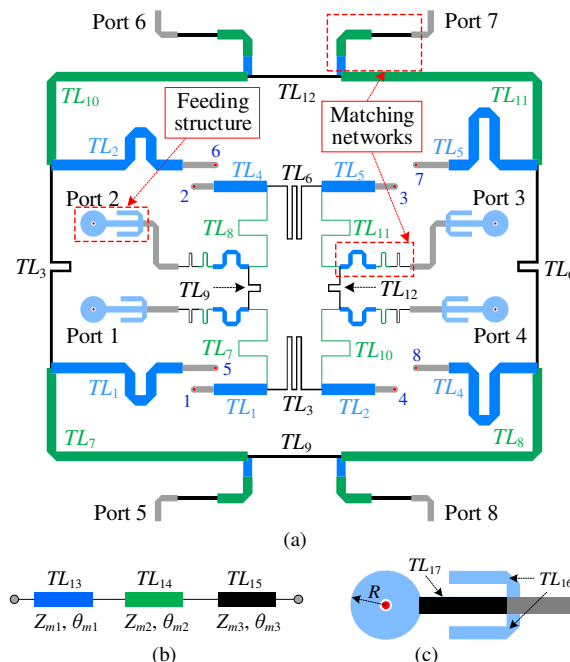 Port 6
Port 7
TL10
TL12
TL11
Feeding structure
Matching networks
TL2
6
TL4
TL6
TL5
7
TL5
2
3
Port 2
TL8
TL11
Port 3
TL3
TL9
TL12
Port 1
Port 4
TL7
TL10
5
8
TL1
1
TL1
TL3
TL2
4
TL4
TL7
TL9
TL8
Port 5
Port 8
(a)
TL13
TL14
TL15
Zm1, θm1
Zm2, θm2
Zm3, θm3
(b)
TL17
TL16
R
(c)